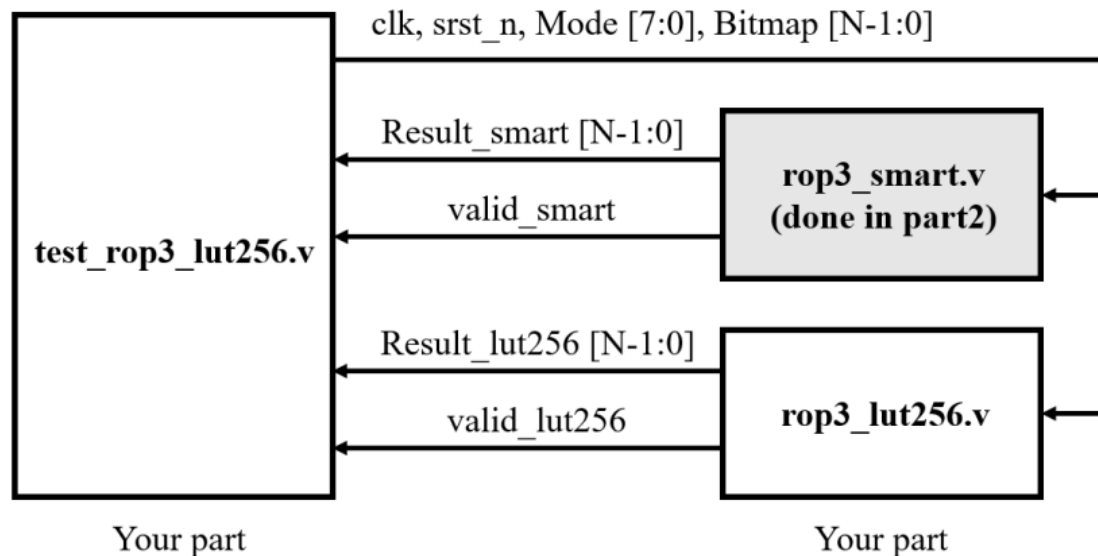 clk, srst_n, Mode [7:0], Bitmap [N-1:0]
Result_smart [N-1:0]
valid_smart
rop3_smart.v
(done in part2)
test_rop3_lut256.v
Result_lut256 [N-1:0]
valid_lut256
rop3_lut256.v
Your part
Your part